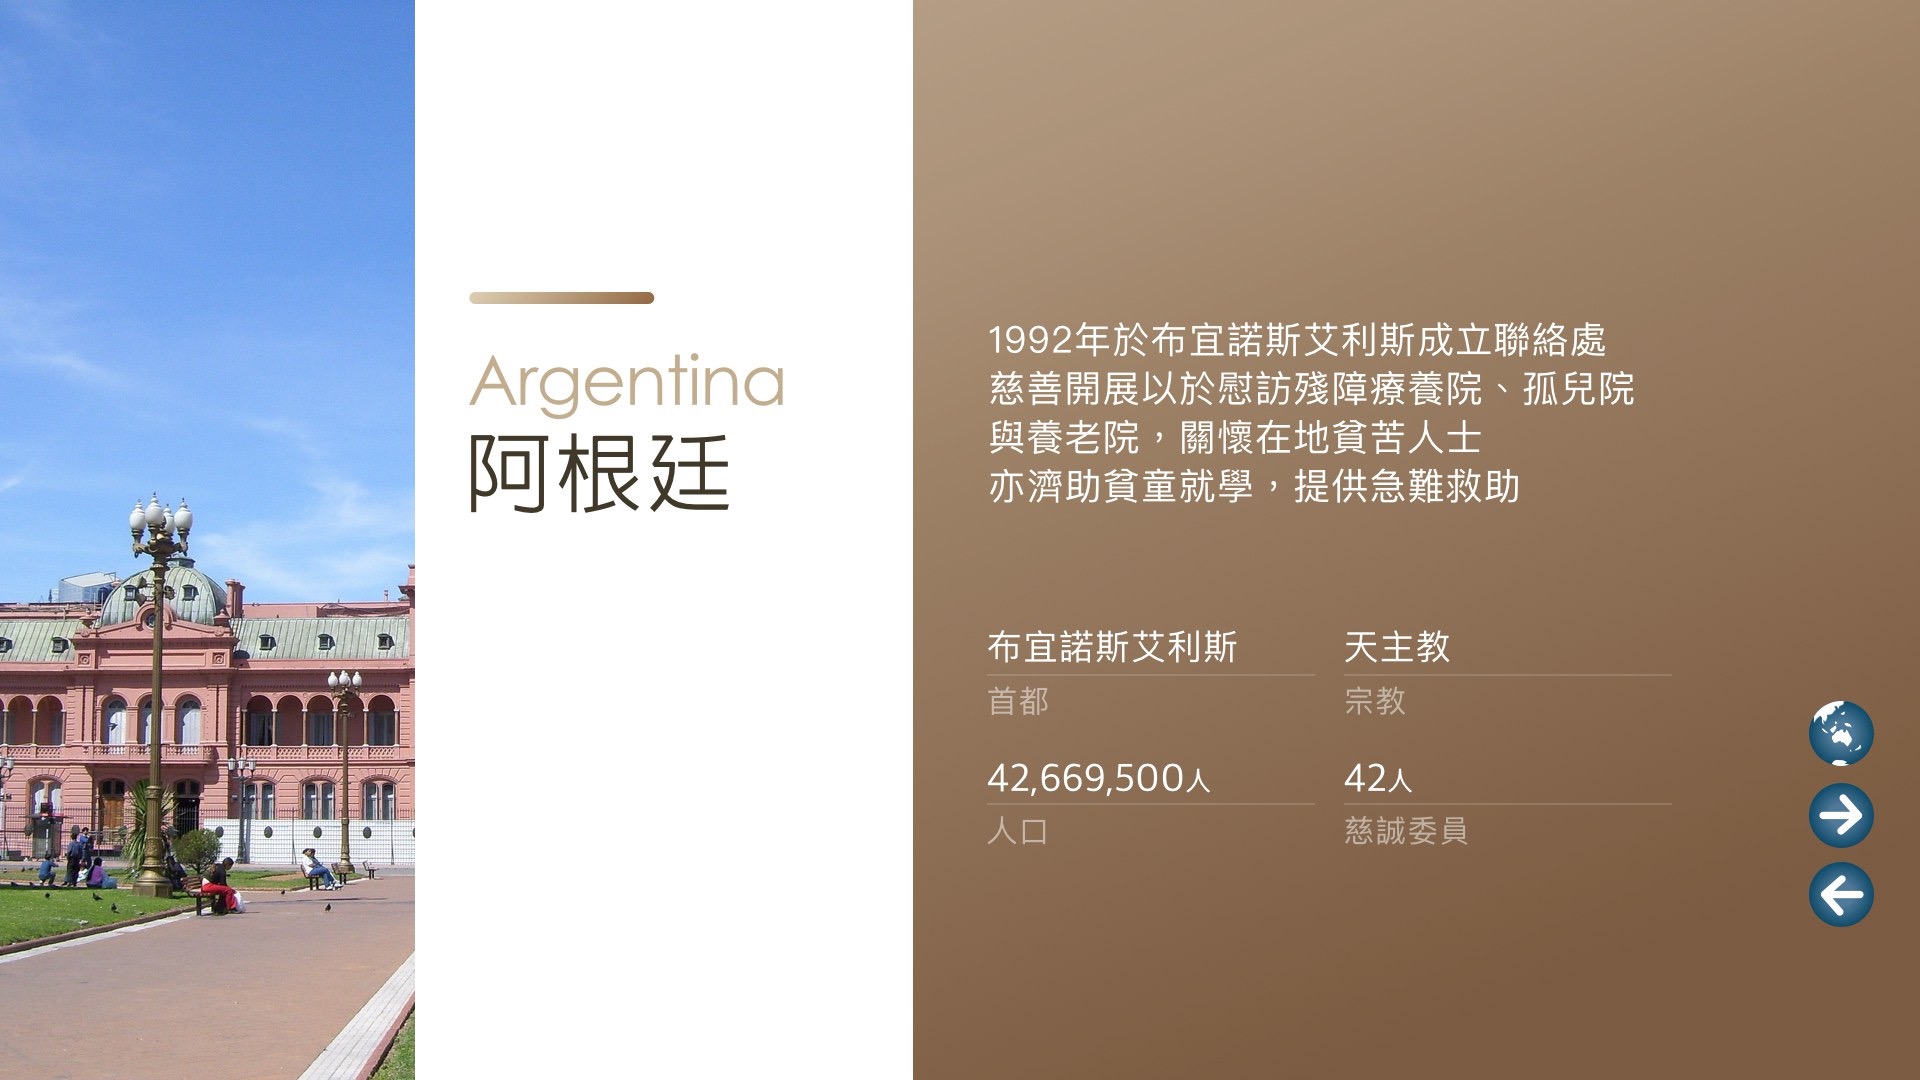 Argentina
阿根廷
1992年於布宜諾斯艾利斯成立聯絡處
慈善開展以於慰訪殘障療養院、孤兒院
與養老院，關懷在地貧苦人士
亦濟助貧童就學，提供急難救助
布宜諾斯艾利斯
首都
天主教
宗教
42,669,500人
人口
42人
慈誠委員